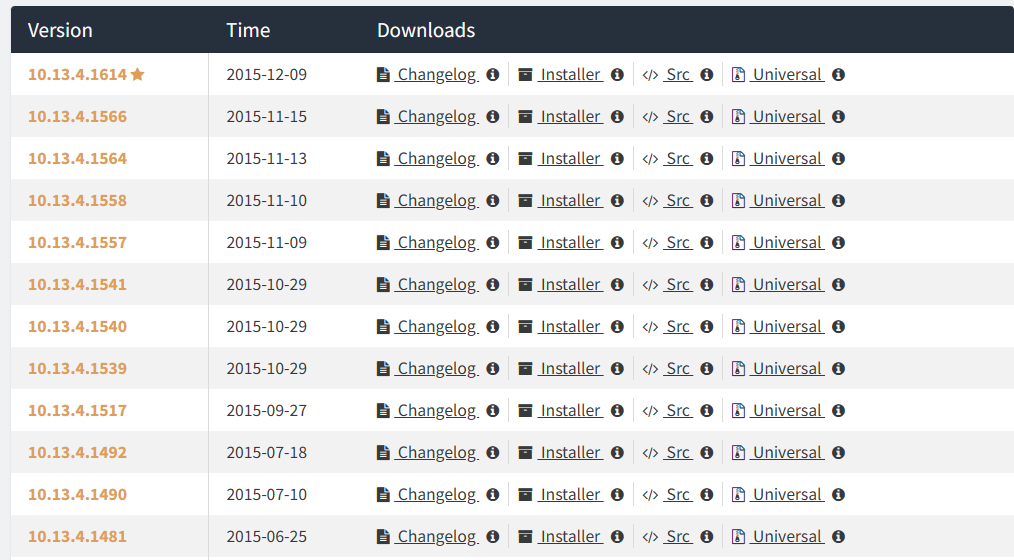 Version Time Downloads
10.13.4.1614 2015-12-09 Changelog Installer Src Universal
10.13.4.1566 2015-11-15 Changelog Installer Src Universal
10.13.4.1564 2015-11-13 Changelog Installer Src Universal
10.13.4.1558 2015-11-10 Changelog Installer Src Universal
10.13.4.1557 2015-11-09 Changelog Installer Src Universal
10.13.4.1541 2015-10-29 Changelog Installer Src Universal
10.13.4.1540 2015-10-29 Changelog Installer Src Universal
10.13.4.1539 2015-10-29 Changelog Installer Src Universal
10.13.4.1517 2015-09-27 Changelog Installer Src Universal
10.13.4.1492 2015-07-18 Changelog Installer Src Universal
10.13.4.1490 2015-07-10 Changelog Installer Src Universal
10.13.4.1481 2015-06-25 Changelog Installer Src Universal